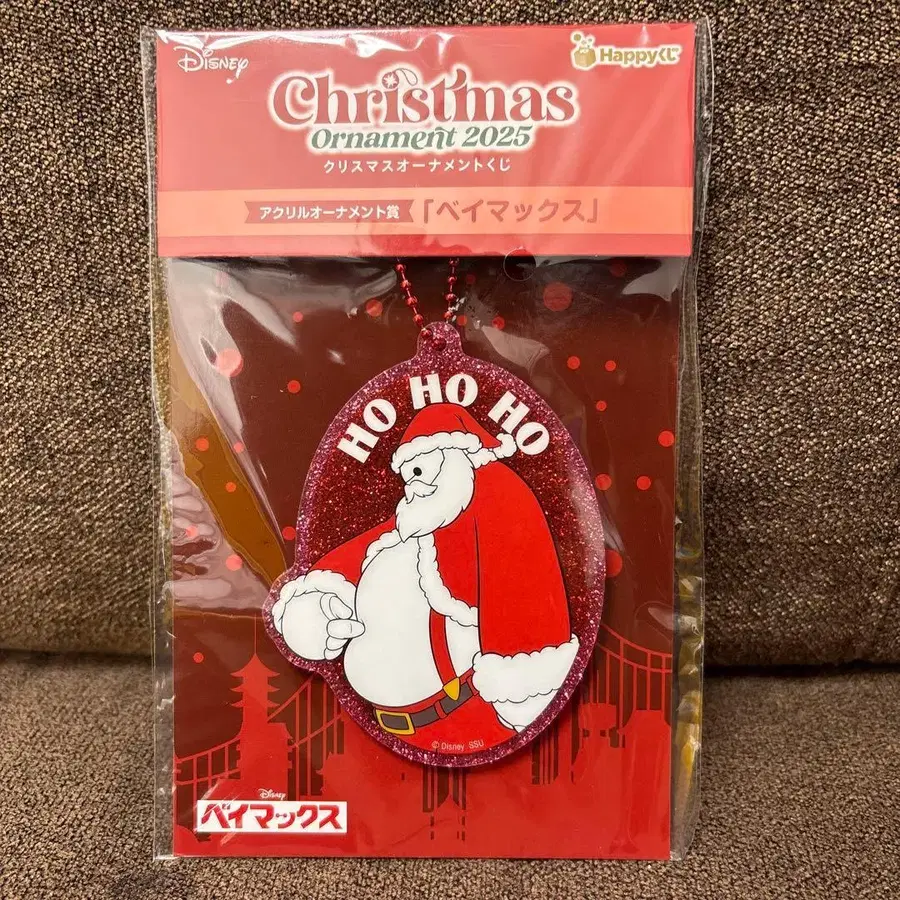 Disney
Happyくじ
Christmas
Ornament 2025
クリスマスオーナメントくじ
アクリルオーナメント賞「ベイマックス」
HO HO HO
© Disney SSU
Disney
ベイマックス